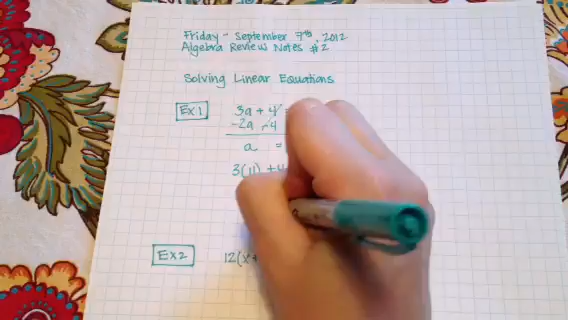 Friday - September 7th, 2012
Algebra Review Notes #2
Solving Linear Equations
Ex 1
3a + 4
-2a -4
a =
3(11) + 4
Ex 2
12(x+